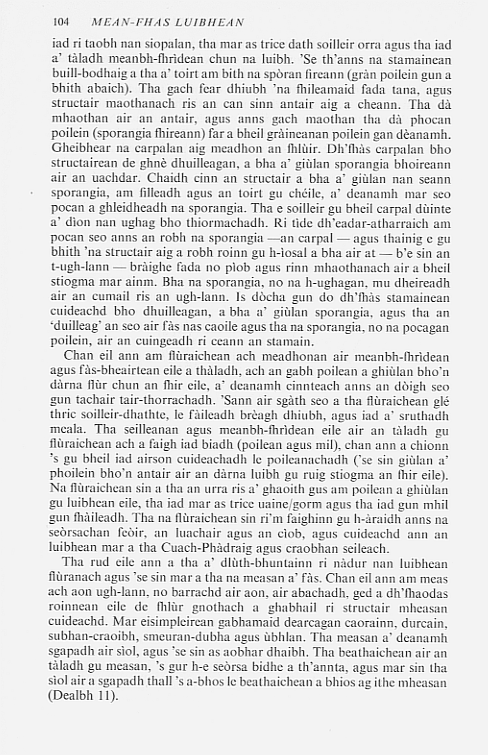 104 MEAN-FHAS LUIBHEAN
iad ri taobh nan siopalan, tha mar as trice dath soilleir orra agus tha iad
a' tàladh meanbh-fhrìdean chun na luibh. 'Se th'anns na stamainean
buill-bodhaig a tha a' toirt am bith na spòran fireann (gràn poilein gun a
bhith abaich). Tha gach fear dhiubh 'na fhileamaid fada tana, agus
structair maothanach ris an can sinn antair aig a cheann. Tha dà
mhaothan air an antair, agus anns gach maothan tha dà phocan
poilein (sporangia fhireann) far a bheil gràineanan poilein gan dèanamh.
Gheibhear na carpalan aig meadhon an fhlùir. Dh'fhàs carpalan bho
structairean de ghnè dhuilleagan, a bha a' giùlan sporangia bhoireann
air an uachdar. Chaidh cinn an structair a bha a' giùlan nan seann
sporangia, am filleadh agus an toirt gu chéile, a' deanamh mar seo
pocan a ghleidheadh na sporangia. Tha e soilleir gu bheil carpal dùinte
a' dìon nan ughag bho thiormachadh. Ri tìde dh'eadar-atharraich am
pocan seo anns an robh na sporangia —an carpal — agus thainig e gu
bhith 'na structair aig a robh roinn gu h-ìosal a bha air at — b'e sin an
t-ugh-lann — bràighe fada no pìob agus rinn mhaothanach air a bheil
stiogma mar ainm. Bha na sporangia, no na h-ughagan, mu dheireadh
air an cumail ris an ugh-lann. Is dòcha gun do dh'fhàs stamainean
cuideachd bho dhuilleagan, a bha a' giùlan sporangia, agus tha an
'duilleag' an seo air fàs nas caoile agus tha na sporangia, no na pocagan
poilein, air an cuingeadh ri ceann an stamain.
Chan eil ann am flùraichean ach meadhonan air meanbh-fhrìdean
agus fàs-bheairtean eile a thàladh, ach an gabh poilean a ghiùlan bho'n
dàrna flùr chun an fhir eile, a' deanamh cinnteach anns an dòigh seo
gun tachair tair-thorrachadh. 'Sann air sgàth seo a tha flùraichean glé
thric soilleir-dhathte, le fàileadh brèagh dhiubh, agus iad a' sruthadh
meala. Tha seilleanan agus meanbh-fhrìdean eile air an tàladh gu
flùraichean ach a faigh iad biadh (poilean agus mil), chan ann a chionn
's gu bheil iad airson cuideachadh le poileanachadh ('se sin giùlan a'
phoilein bho'n antair air an dàrna luibh gu ruig stiogma an fhir eile).
Na flùraichean sin a tha an urra ris a' ghaoith gus am poilean a ghiùlan
gu luibhean eile, tha iad mar as trice uaine/gorm agus tha iad gun mhil
gun fhàileadh. Tha na flùraichean sin ri'm faighinn gu h-àraidh anns na
seòrsachan feòir, an luachair agus an cìob, agus cuideachd ann an
luibhean mar a tha Cuach-Phàdraig agus craobhan seileach.
Tha rud eile ann a tha a' dlùth-bhuntainn ri nàdur nan luibhean
flùranach agus 'se sin mar a tha na measan a' fàs. Chan eil ann am meas
ach aon ugh-lann, no barrachd air aon, air abachadh, ged a dh'fhaodas
roinnean eile de fhlùr gnothach a ghabhail ri structair mheasan
cuideachd. Mar eisimpleirean gabhamaid dearcagan caorainn, durcain,
subhan-craoibh, smeuran-dubha agus ùbhlan. Tha measan a' deanamh
sgapadh air sìol, agus 'se sin as aobhar dhaibh. Tha beathaichean air an
tàladh gu measan, 's gur h-e seòrsa bidhe a th'annta, agus mar sin tha
sìol air a sgapadh thall 's a-bhos le beathaichean a bhios ag ithe mheasan
(Dealbh 11).